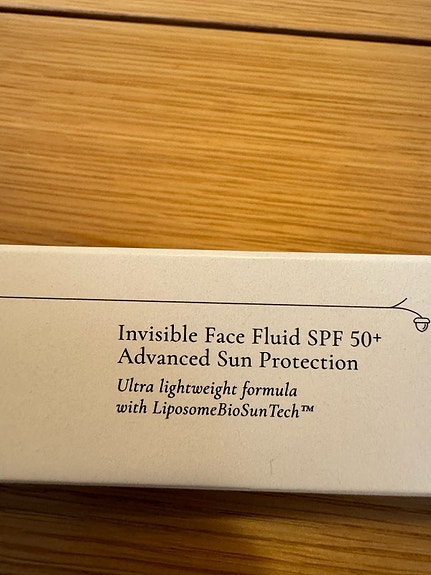 Invisible Face Fluid SPF 50+
Advanced Sun Protection
Ultra lightweight formula
with LiposomeBioSunTech™